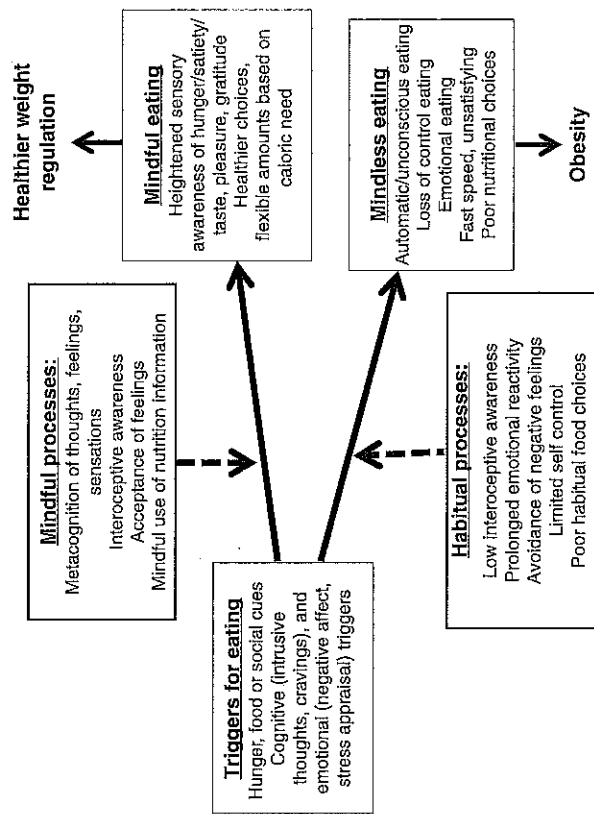 Triggers for eating
Hunger, food or social cues
Cognitive (intrusive
thoughts, cravings), and
emotional (negative affect,
stress appraisal) triggers
Mindful processes:
Metacognition of thoughts, feelings,
sensations
Interoceptive awareness
Acceptance of feelings
Mindful use of nutrition information
Habitual processes:
Low interoceptive awareness
Prolonged emotional reactivity
Avoidance of negative feelings
Limited self control
Poor habitual food choices
Healthier weight
regulation
Mindful eating
Heightened sensory
awareness of hunger/satiety/
taste, pleasure, gratitude
Healthier choices,
flexible amounts based on
caloric need
Mindless eating
Automatic/unconscious eating
Loss of control eating
Emotional eating
Fast speed, unsatisfying
Poor nutritional choices
Obesity